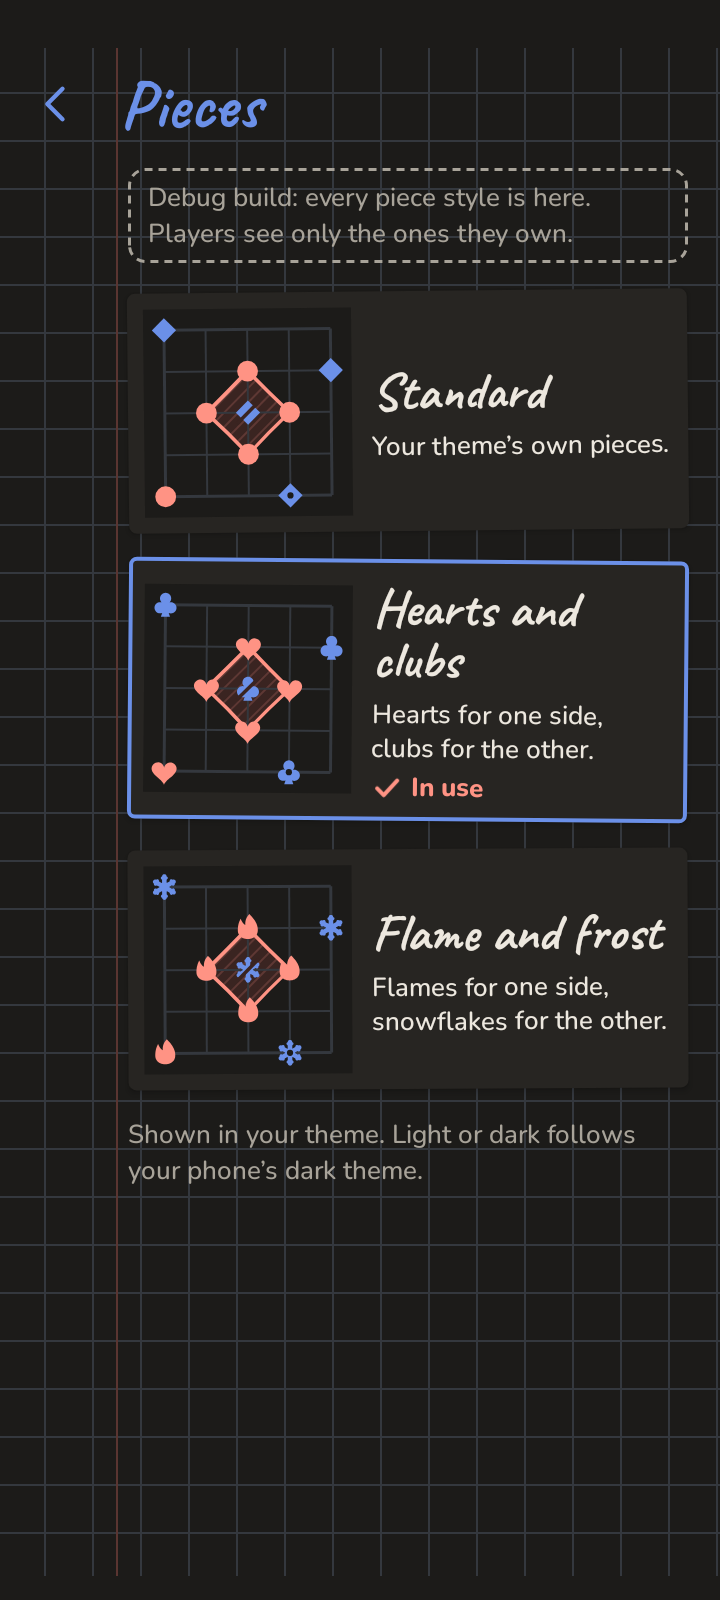 Pieces
Debug build: every piece style is here.
Players see only the ones they own.
Standard
Your theme’s own pieces.
Hearts and
clubs
Hearts for one side,
clubs for the other.
In use
Flame and frost
Flames for one side,
snowflakes for the other.
Shown in your theme. Light or dark follows
your phone’s dark theme.